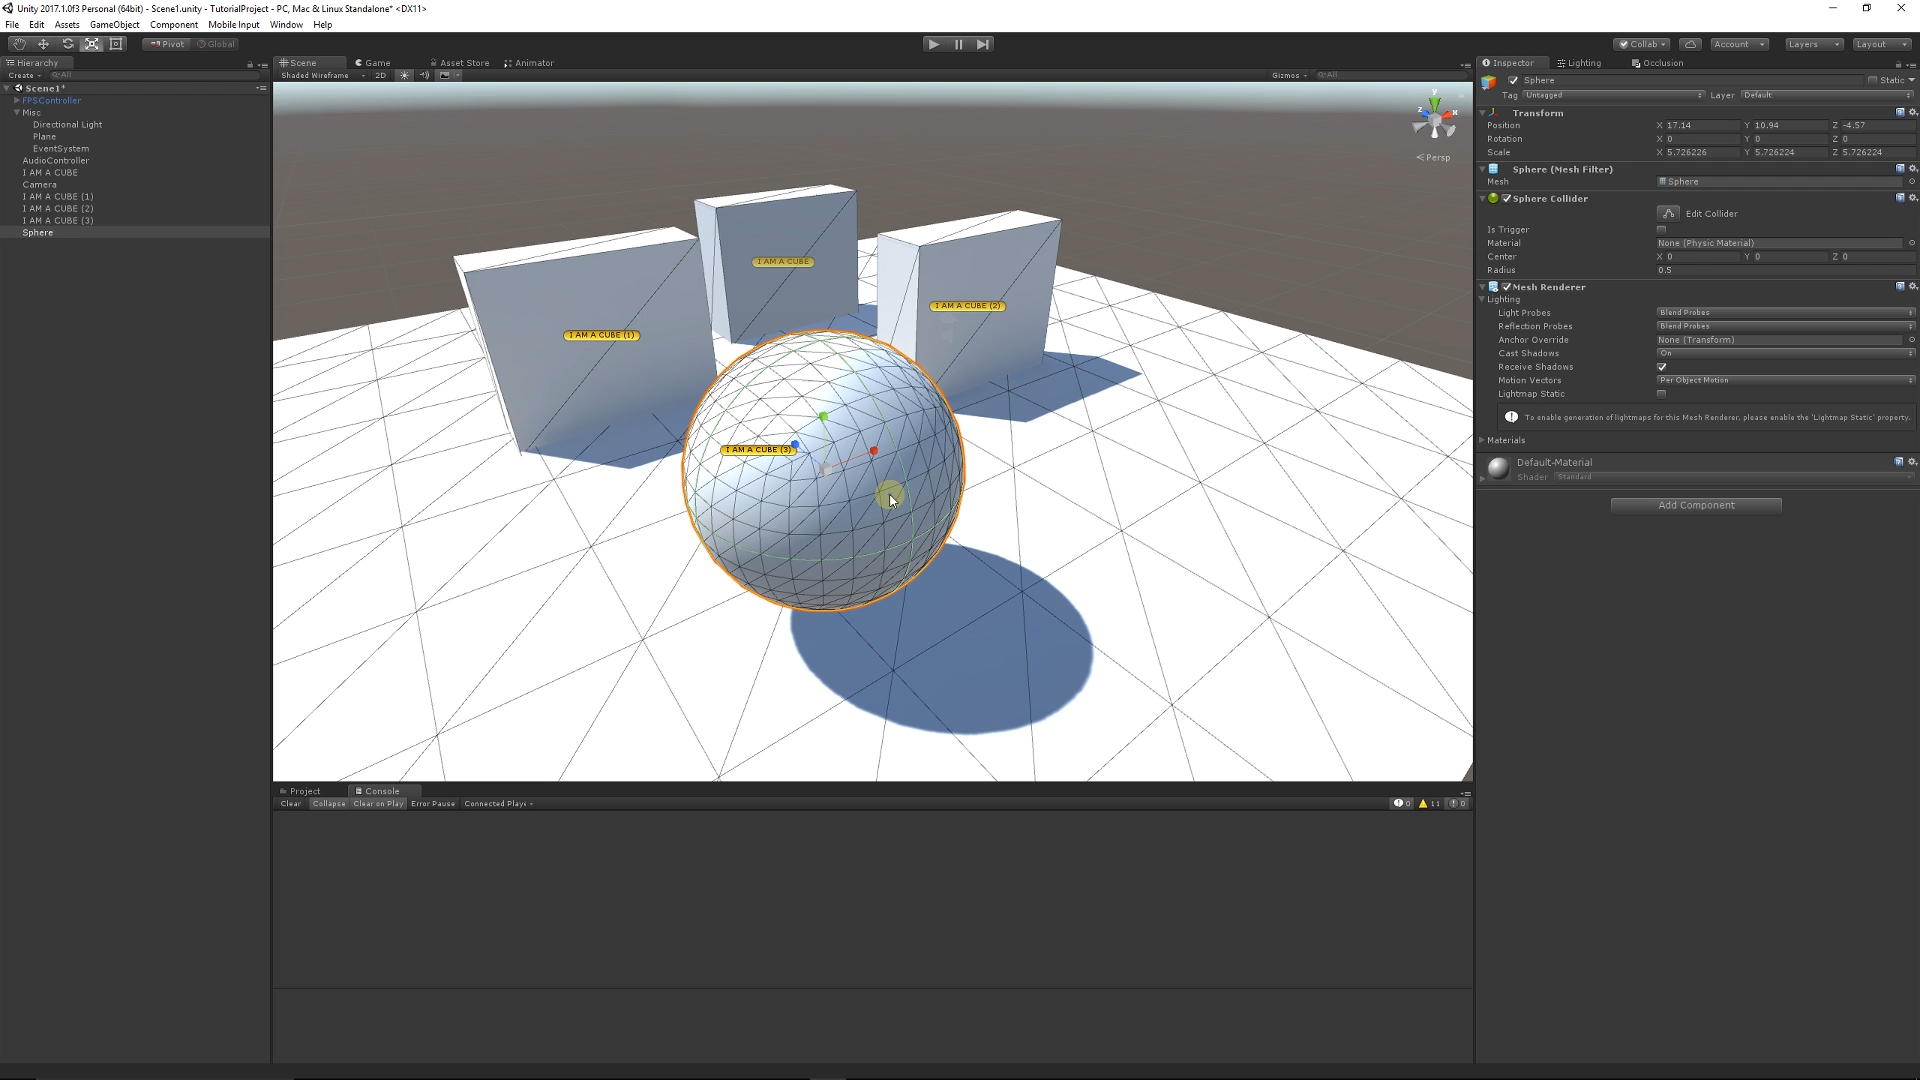 Unity 2017.1.0f3 Personal (64bit) - Scene1.unity - TutorialProject - PC, Mac & Linux Standalone* <DX11>
File Edit Assets GameObject Component Mobile Input Window Help
Pivot Global Collab Account Layers Layout
Hierarchy
Create All
Scene1*
FPSController
Misc
Directional Light
Plane
EventSystem
AudioController
I AM A CUBE
Camera
I AM A CUBE (1)
I AM A CUBE (2)
I AM A CUBE (3)
Sphere
Scene Game Asset Store Animator
Shaded Wireframe 2D Gizmos All
y
z x
Persp
I AM A CUBE
I AM A CUBE (2)
I AM A CUBE (1)
I AM A CUBE (3)
Project Console
Clear Collapse Clear on Play Error Pause Connected Playe 0 11 0
Inspector Lighting Occlusion
Sphere Static
Tag Untagged Layer Default
Transform
Position X 17.14 Y 10.94 Z -4.57
Rotation X 0 Y 0 Z 0
Scale X 5.726226 Y 5.726224 Z 5.726224
Sphere (Mesh Filter)
Mesh Sphere
Sphere Collider
Edit Collider
Is Trigger
Material None (Physic Material)
Center X 0 Y 0 Z 0
Radius 0.5
Mesh Renderer
Lighting
Light Probes Blend Probes
Reflection Probes Blend Probes
Anchor Override None (Transform)
Cast Shadows On
Receive Shadows
Motion Vectors Per Object Motion
Lightmap Static
To enable generation of lightmaps for this Mesh Renderer, please enable the 'Lightmap Static' property.
Materials
Default-Material
Shader Standard
Add Component